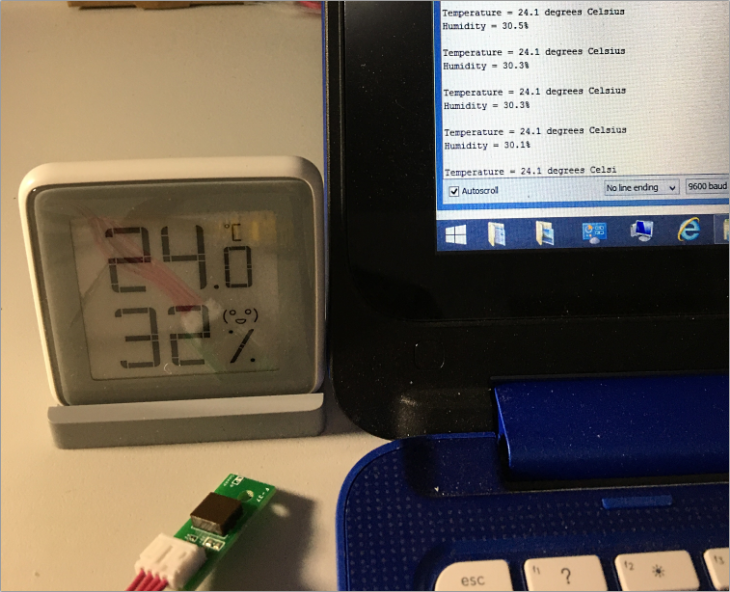 Temperature = 24.1 degrees Celsius
Humidity = 30.5%
Temperature = 24.1 degrees Celsius
Humidity = 30.3%
Temperature = 24.1 degrees Celsius
Humidity = 30.3%
Temperature = 24.1 degrees Celsius
Humidity = 30.1%
Temperature = 24.1 degrees Celsi
Autoscroll
No line ending
9600 baud
24.0 °C
32 %
esc
f1
?
f2
f3